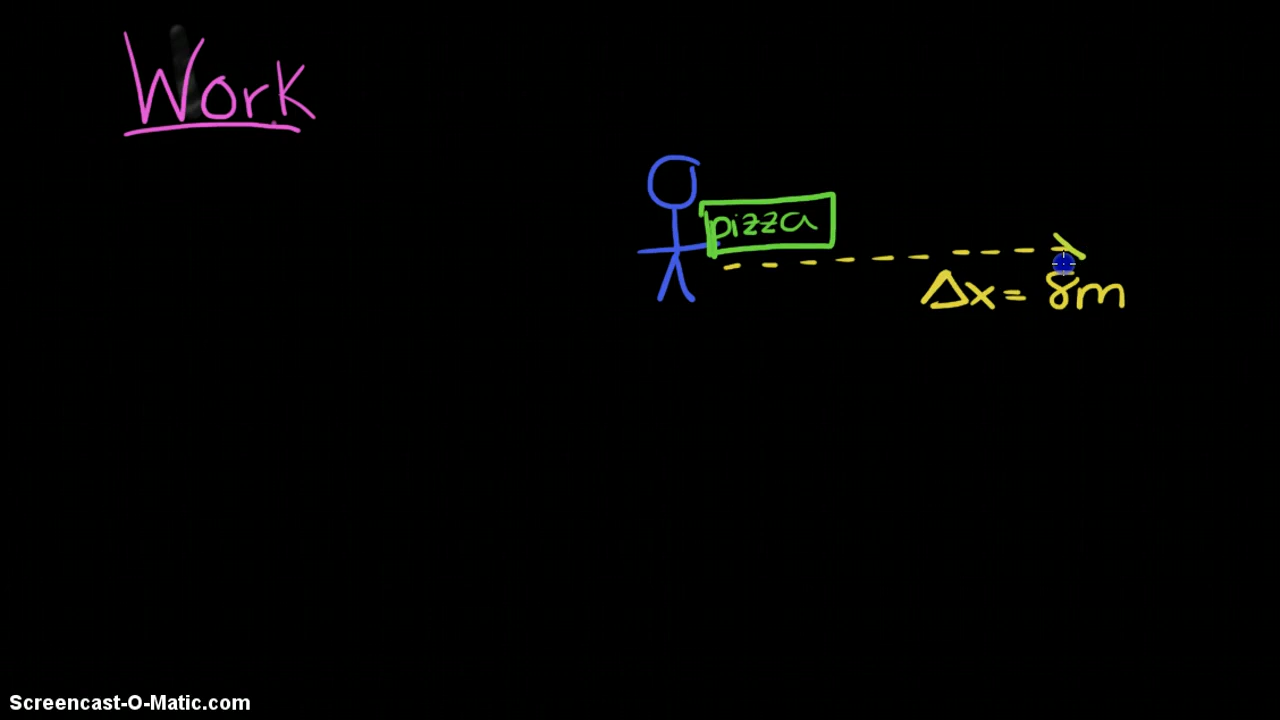 Work
pizza
Δx = 8m
Screencast-O-Matic.com